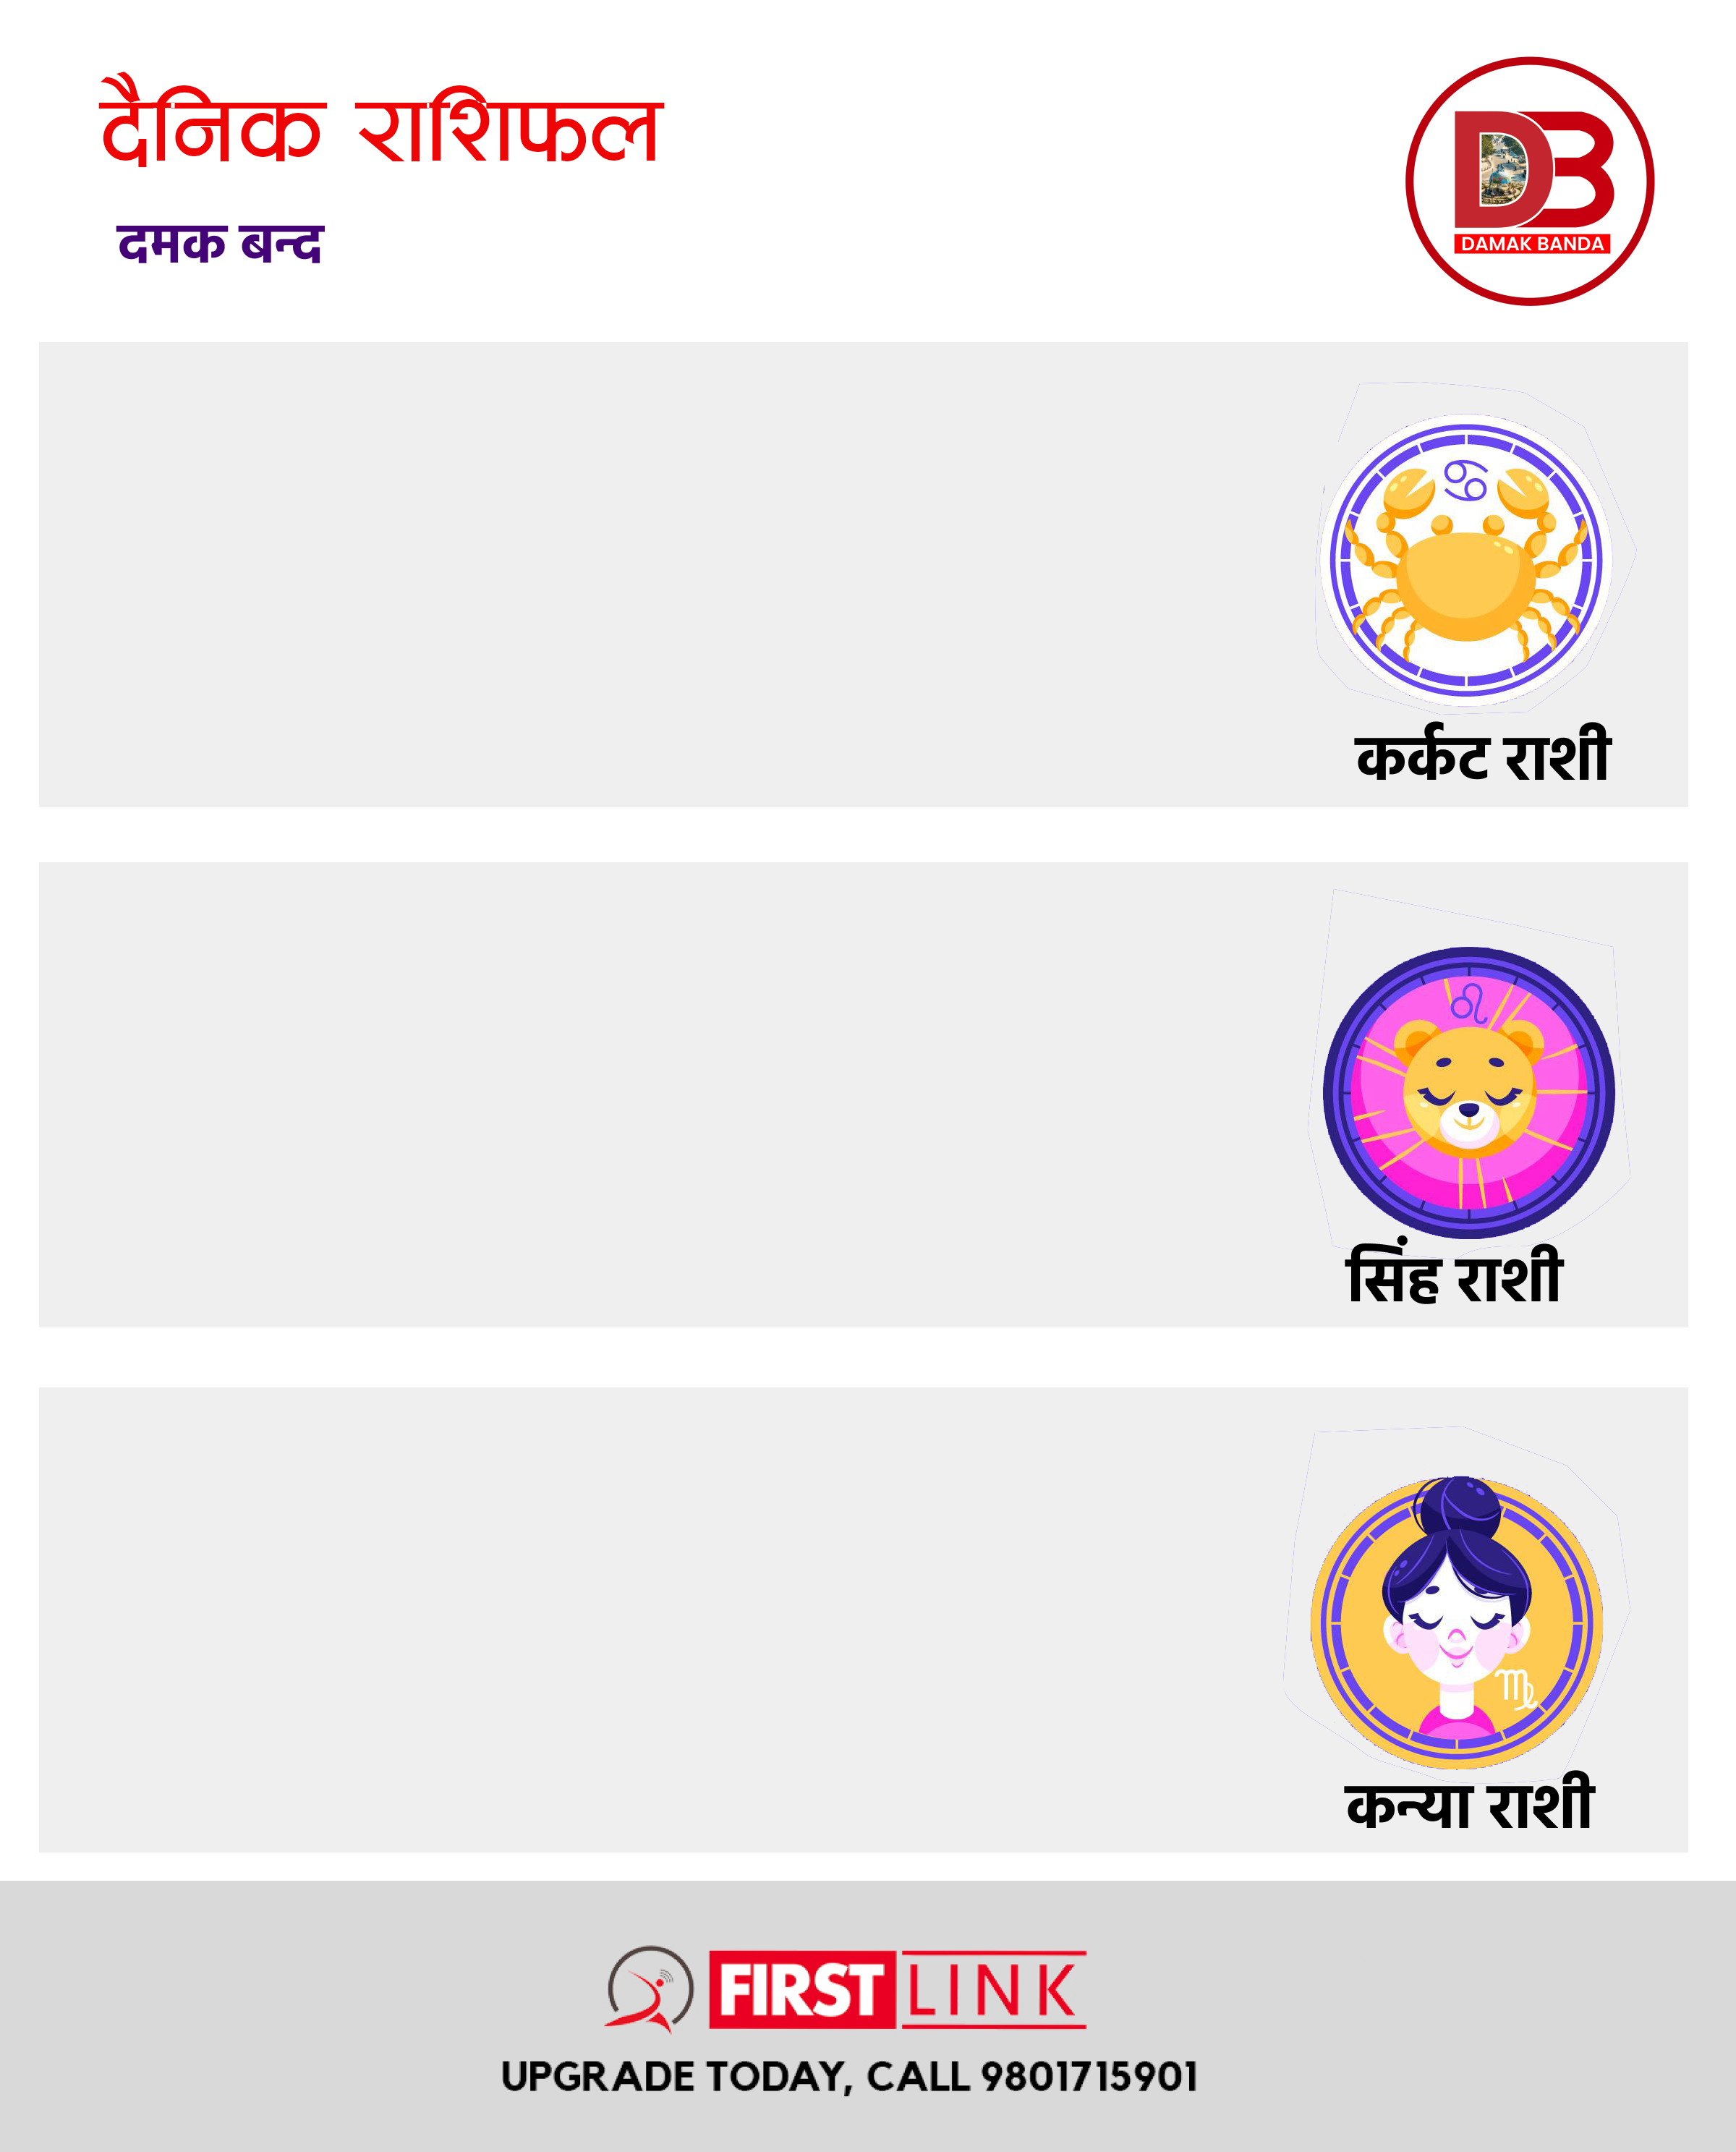 दैनिक राशिफल
दमक बन्द
DB
DAMAK BANDA
कर्कट राशी
सिंह राशी
कन्या राशी
FIRST LINK
UPGRADE TODAY, CALL 9801715901